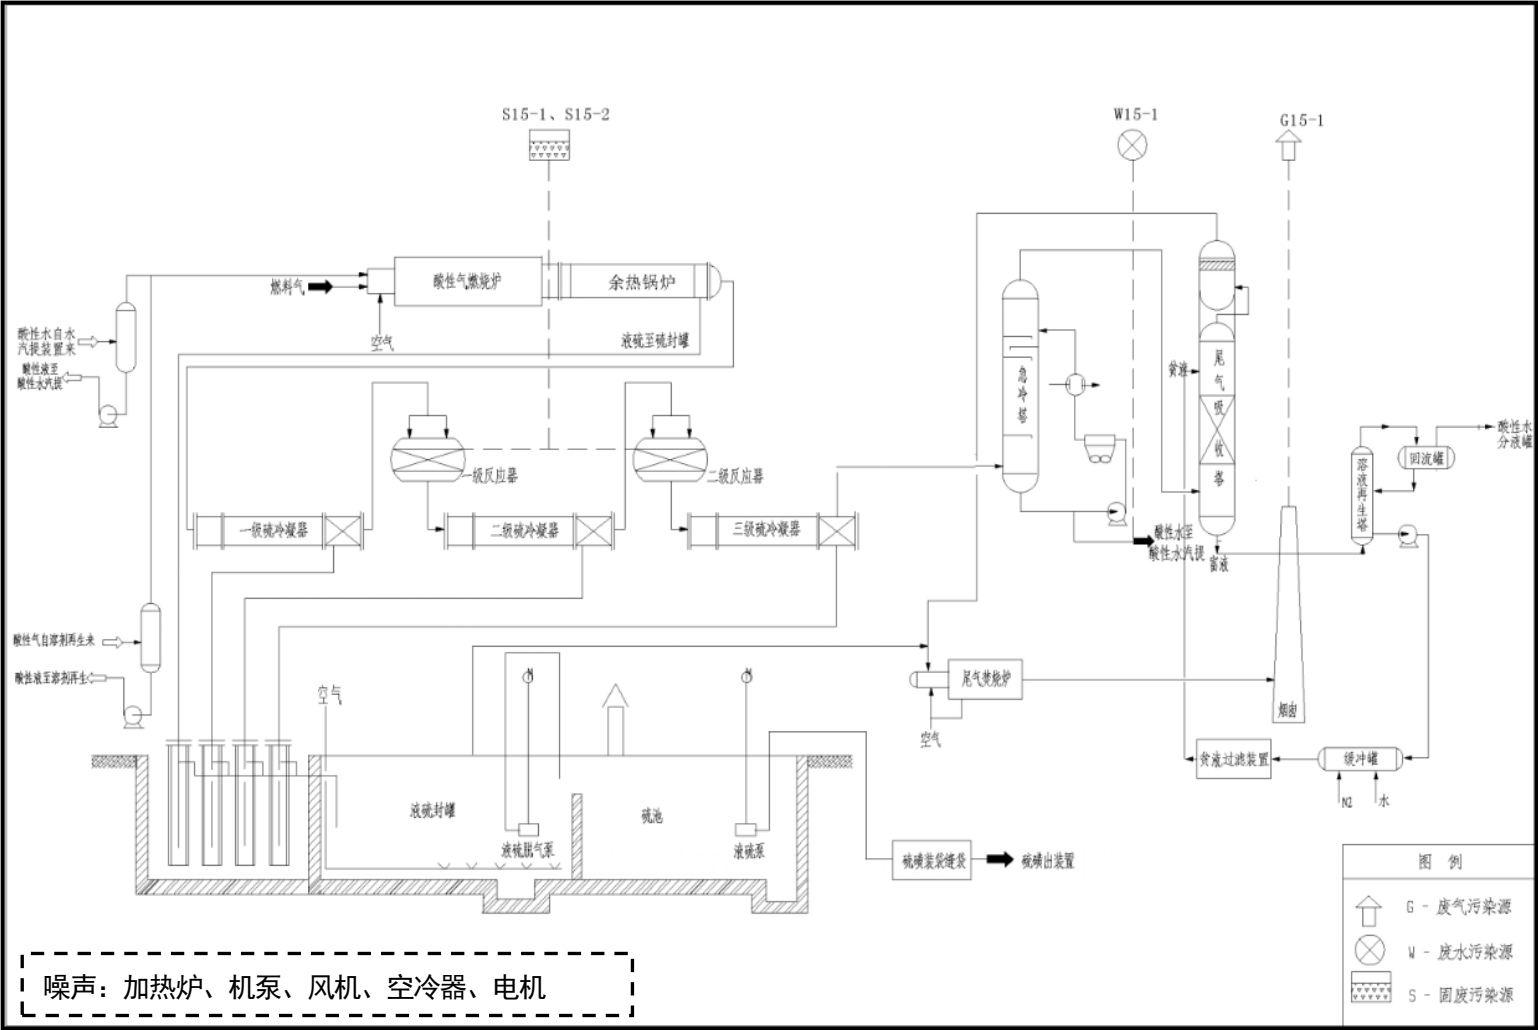 S15-1、S15-2
W15-1
G15-1
酸性气燃烧炉
余热锅炉
燃料气
空气
液硫至硫封罐
酸性水自水
汽提装置来
酸性液至
酸性水汽提
急冷塔
尾气吸收塔
贫液
一级反应器
二级反应器
一级硫冷凝器
二级硫冷凝器
三级硫冷凝器
酸性水至
酸性水汽提
富液
溶液再生塔
回流罐
酸性水
分液罐
酸性气自溶剂再生来
酸性液至溶剂再生
空气
尾气焚烧炉
空气
烟囱
贫液过滤装置
缓冲罐
N2
水
液硫封罐
液硫脱气泵
硫池
液硫泵
硫磺装袋缝袋
硫磺出装置
图 例
G - 废气污染源
W - 废水污染源
S - 固废污染源
噪声：加热炉、机泵、风机、空冷器、电机